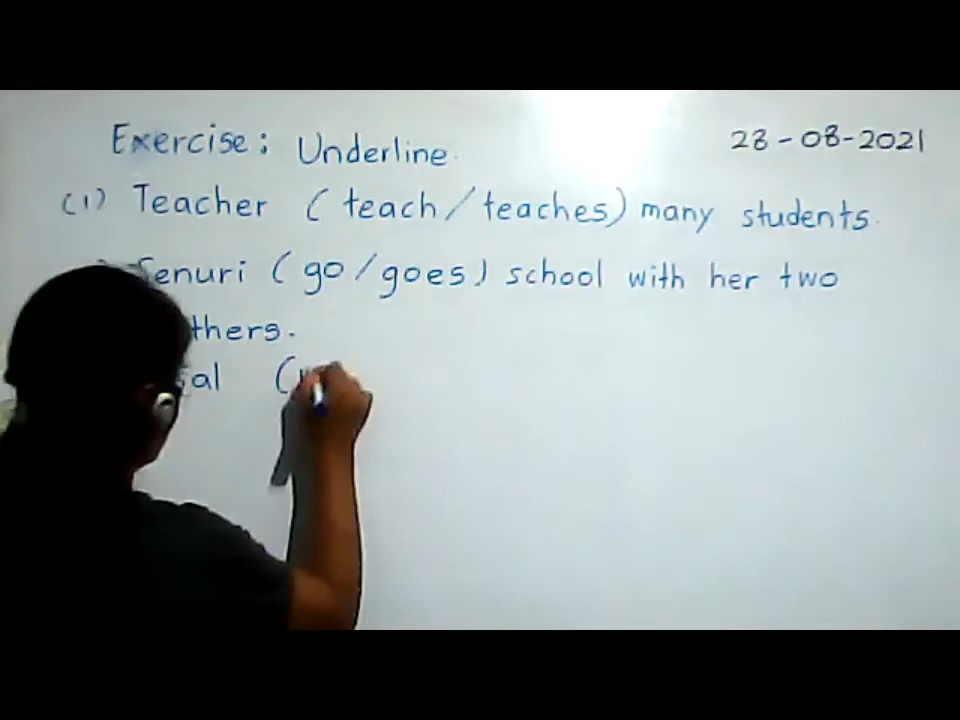 Exercise: Underline.
28-08-2021
(1) Teacher (teach/teaches) many students.
Senuri (go/goes) school with her two
thers.
sal (